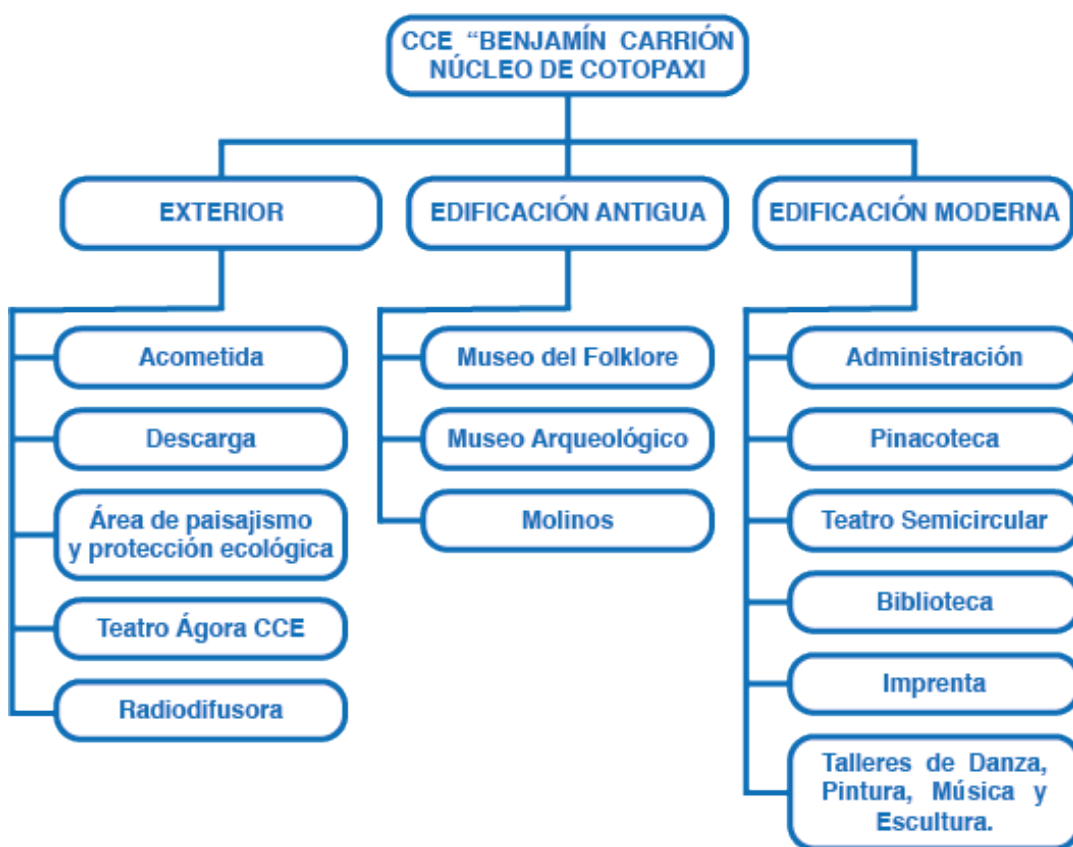 CCE “BENJAMÍN CARRIÓN
NÚCLEO DE COTOPAXI
EXTERIOR
Acometida
Descarga
Área de paisajismo
y protección ecológica
Teatro Ágora CCE
Radiodifusora
EDIFICACIÓN ANTIGUA
Museo del Folklore
Museo Arqueológico
Molinos
EDIFICACIÓN MODERNA
Administración
Pinacoteca
Teatro Semicircular
Biblioteca
Imprenta
Talleres de Danza,
Pintura, Música y
Escultura.